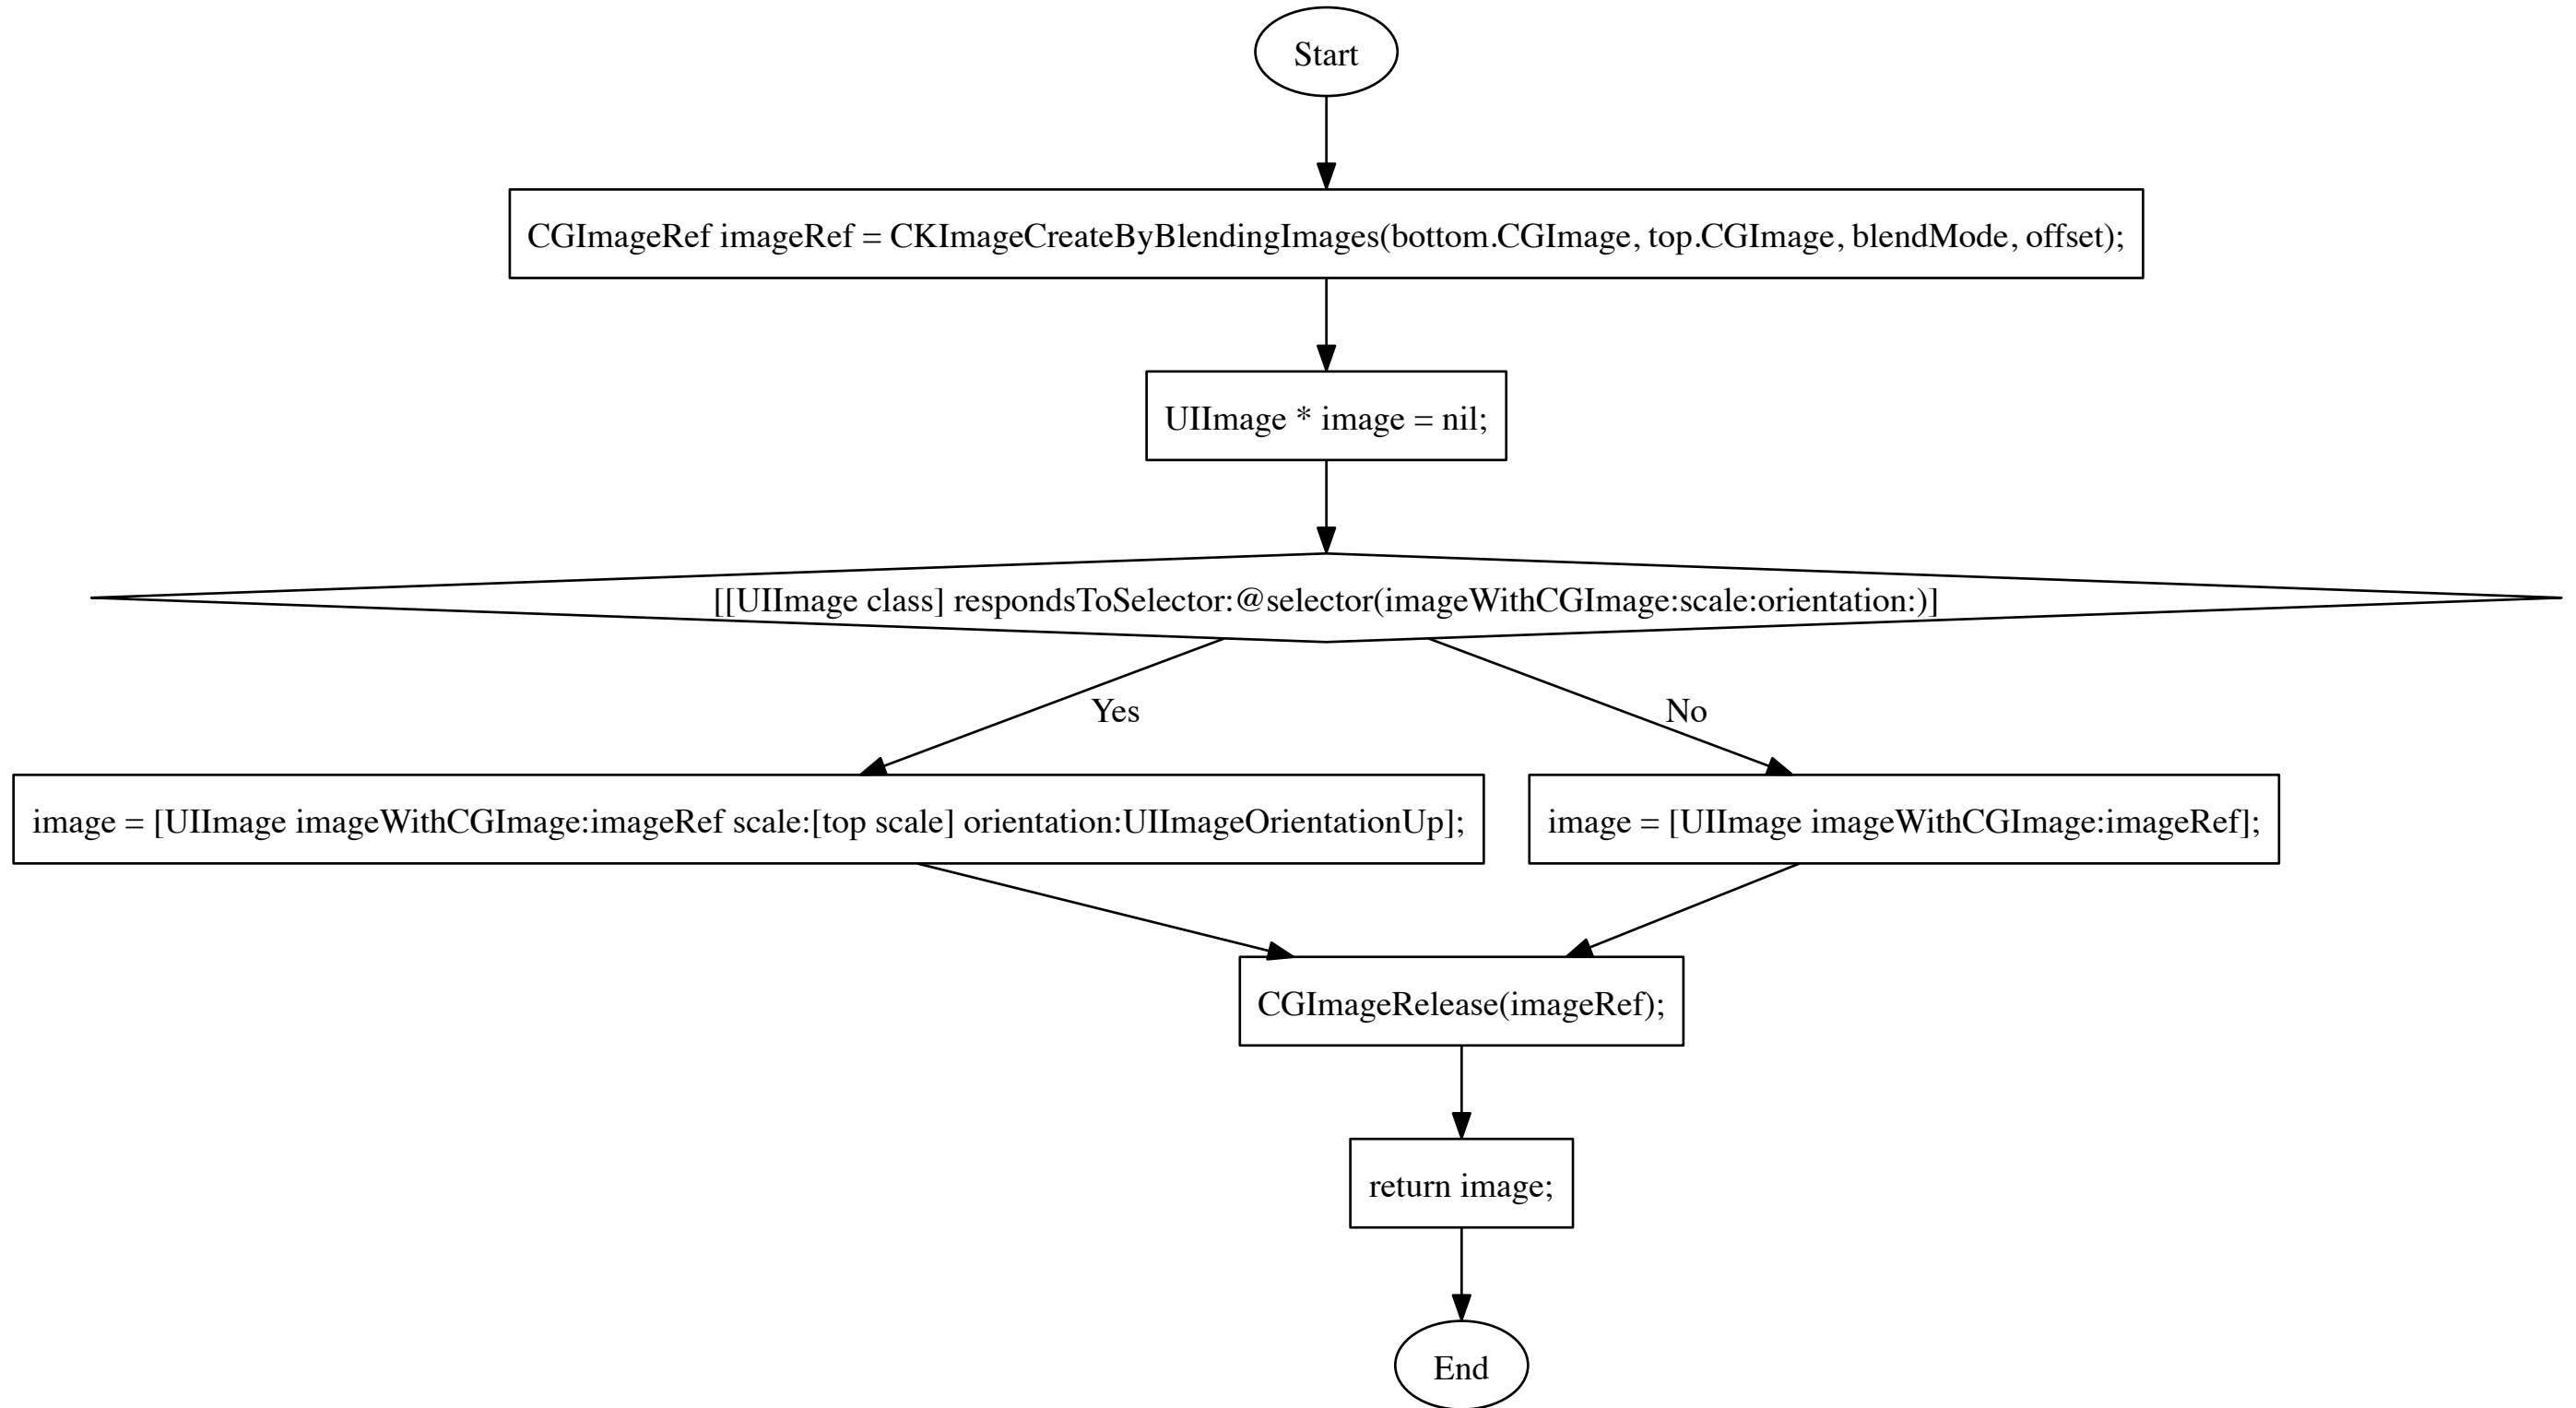 Start
CGImageRef imageRef = CKImageCreateByBlendingImages(bottom.CGImage, top.CGImage, blendMode, offset);
UIImage * image = nil;
[[UIImage class] respondsToSelector:@selector(imageWithCGImage:scale:orientation:)]
Yes
No
image = [UIImage imageWithCGImage:imageRef scale:[top scale] orientation:UIImageOrientationUp];
image = [UIImage imageWithCGImage:imageRef];
CGImageRelease(imageRef);
return image;
End